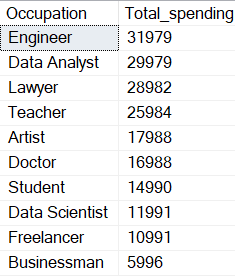 Occupation Total_spending
Engineer 31979
Data Analyst 29979
Lawyer 28982
Teacher 25984
Artist 17988
Doctor 16988
Student 14990
Data Scientist 11991
Freelancer 10991
Businessman 5996